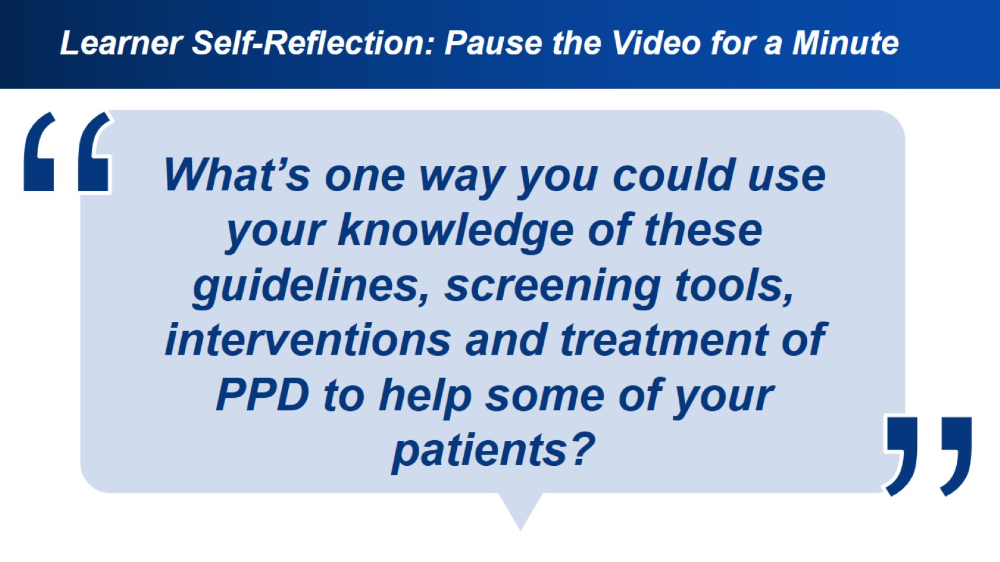 Learner Self-Reflection: Pause the Video for a Minute
“
What’s one way you could use
your knowledge of these
guidelines, screening tools,
interventions and treatment of
PPD to help some of your
patients?
”